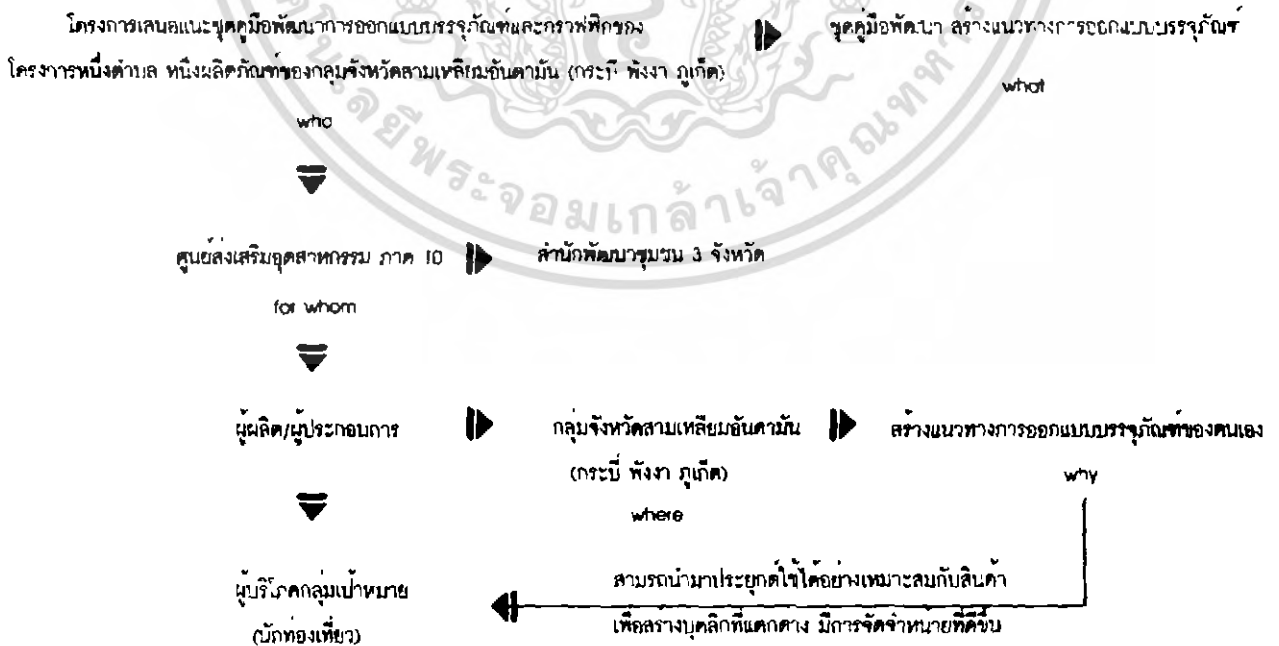 โครงการเสนอแนะชุดคู่มือพัฒนาการออกแบบบรรจุภัณฑ์และกราฟฟิกของ
โครงการหนึ่งตำบล หนึ่งผลิตภัณฑ์ของกลุ่มจังหวัดสามเหลี่ยมอันดามัน (กระบี่ พังงา ภูเก็ต)
who
ชุดคู่มือพัฒนา สร้างแนวทางการออกแบบบรรจุภัณฑ์
what
พระจอมเกล้าเจ้าคุณทหาร
ศูนย์ส่งเสริมอุตสาหกรรม ภาค 10
สำนักพัฒนาชุมชน 3 จังหวัด
for whom
ผู้ผลิต/ผู้ประกอบการ
กลุ่มจังหวัดสามเหลี่ยมอันดามัน
(กระบี่ พังงา ภูเก็ต)
where
สร้างแนวทางการออกแบบบรรจุภัณฑ์ของตนเอง
why
ผู้บริโภคกลุ่มเป้าหมาย
(นักท่องเที่ยว)
สามรถนำมาประยุกต์ใช้ได้อย่างเหมาะสมกับสินค้า
เพื่อสร้างบุคลิกที่แตกต่าง มีการจัดจำหน่ายที่ดีขึ้น